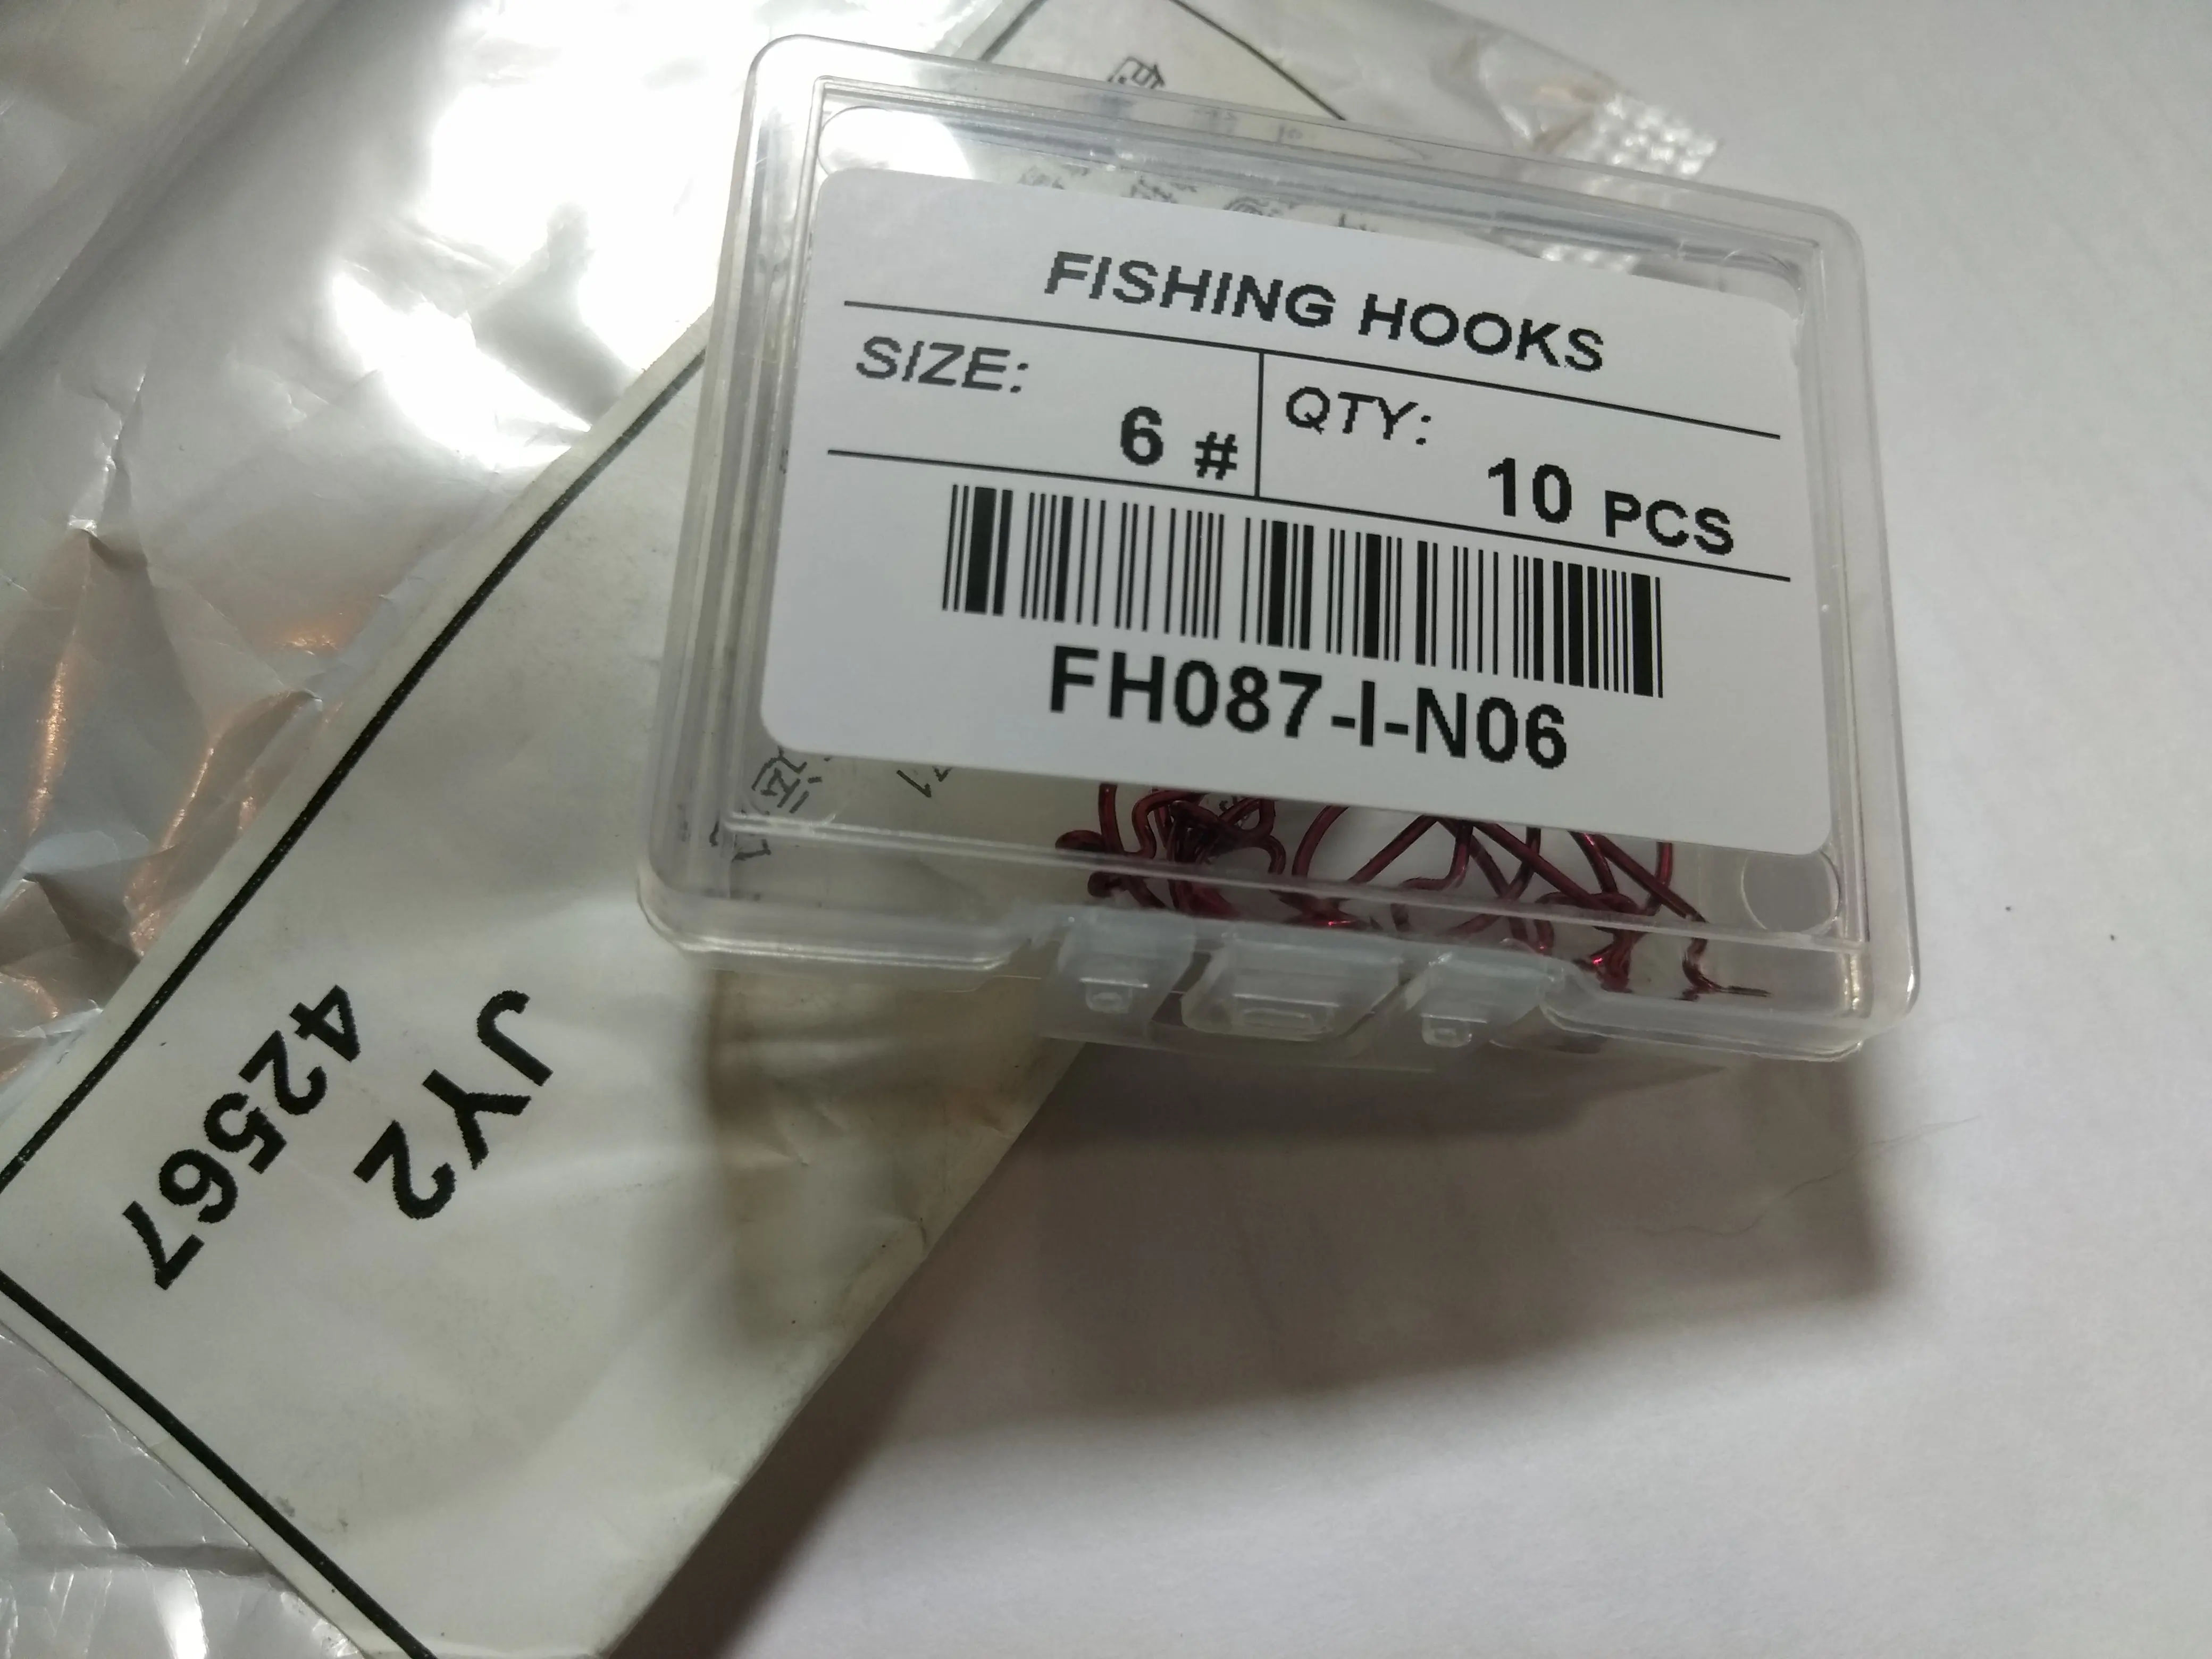 FISHING HOOKS
SIZE:
6 #
QTY:
10 PCS
FH087-I-N06
JY2
42567